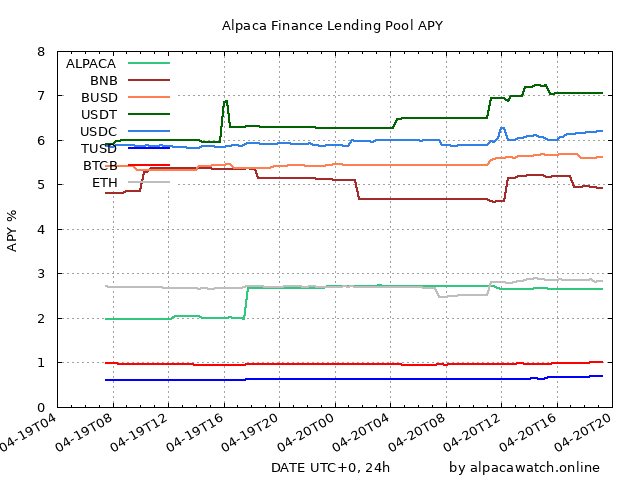 Alpaca Finance Lending Pool APY
8
7
6
5
4
3
2
1
0
APY %
ALPACA
BNB
BUSD
USDT
USDC
TUSD
BTCB
ETH
04-19T04
04-19T08
04-19T12
04-19T16
04-19T20
04-20T00
04-20T04
04-20T08
04-20T12
04-20T16
04-20T20
DATE UTC+0, 24h
by alpacawatch.online